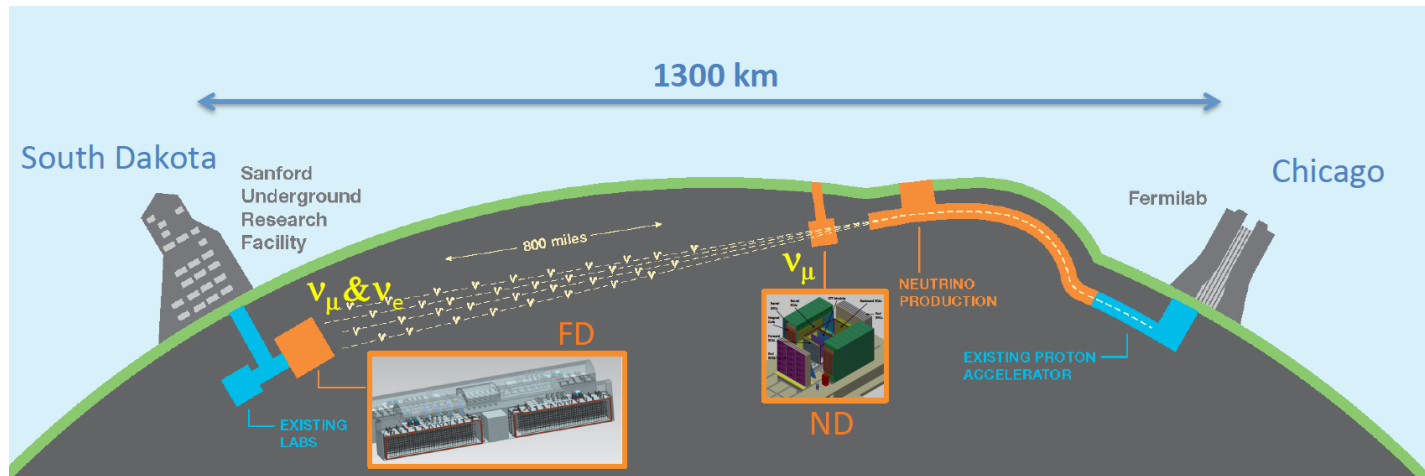 1300 km
South Dakota
Sanford
Underground
Research
Facility
Chicago
Fermilab
800 miles
νμ & νe
νμ
NEUTRINO
PRODUCTION
FD
EXISTING PROTON
ACCELERATOR
ND
EXISTING
LABS